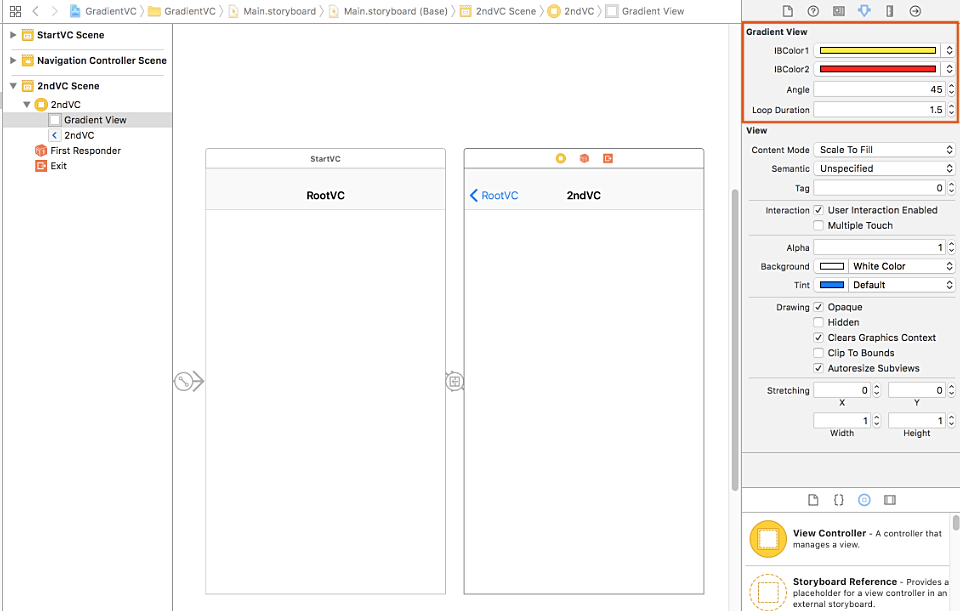 GradientVC GradientVC Main.storyboard Main.storyboard (Base) 2ndVC Scene 2ndVC Gradient View
StartVC Scene
Navigation Controller Scene
2ndVC Scene
2ndVC
Gradient View
2ndVC
First Responder
Exit
StartVC
RootVC
RootVC 2ndVC
Gradient View
IBColor1
IBColor2
Angle 45
Loop Duration 1.5
View
Content Mode Scale To Fill
Semantic Unspecified
Tag 0
Interaction User Interaction Enabled
Multiple Touch
Alpha 1
Background White Color
Tint Default
Drawing Opaque
Hidden
Clears Graphics Context
Clip To Bounds
Autoresize Subviews
Stretching 0 0
X Y
1 1
Width Height
View Controller - A controller that
manages a view.
Storyboard Reference - Provides a
placeholder for a view controller in an
external storyboard.